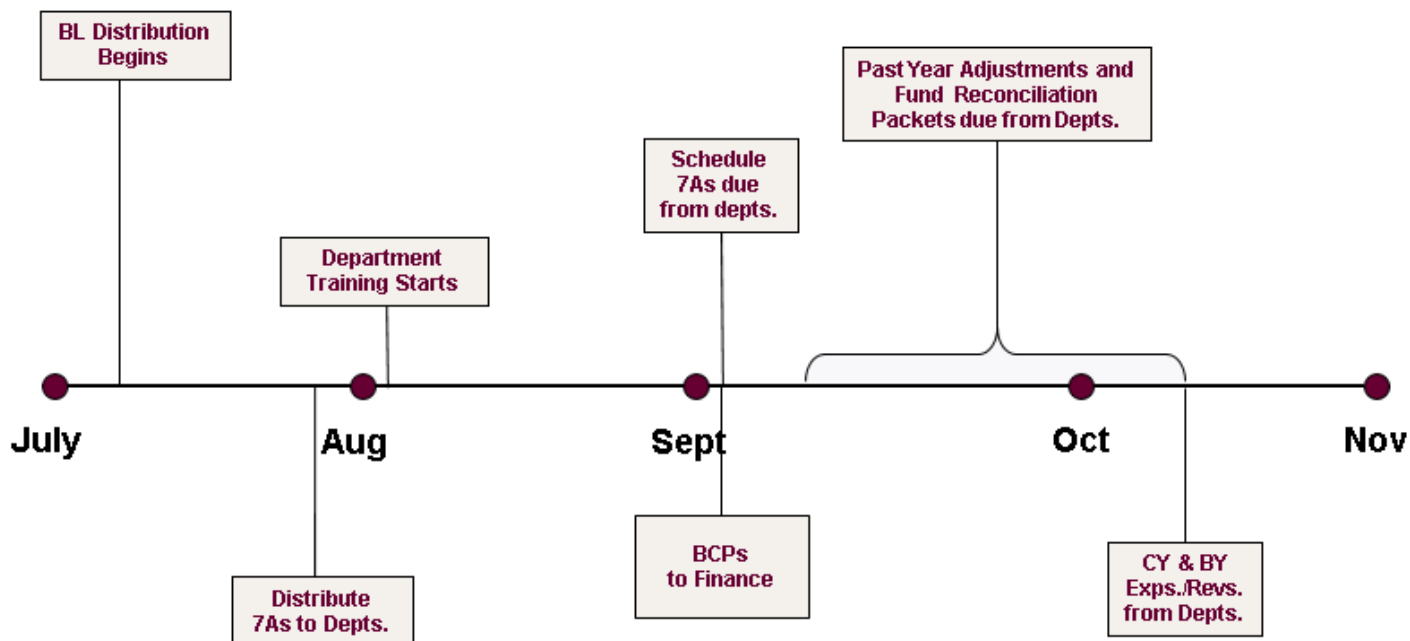 BL Distribution
Begins
Past Year Adjustments and
Fund Reconciliation
Packets due from Depts.
Schedule
7As due
from depts.
Department
Training Starts
July
Aug
Sept
Oct
Nov
BCPs
to Finance
CY & BY
Exps./Revs.
from Depts.
Distribute
7As to Depts.